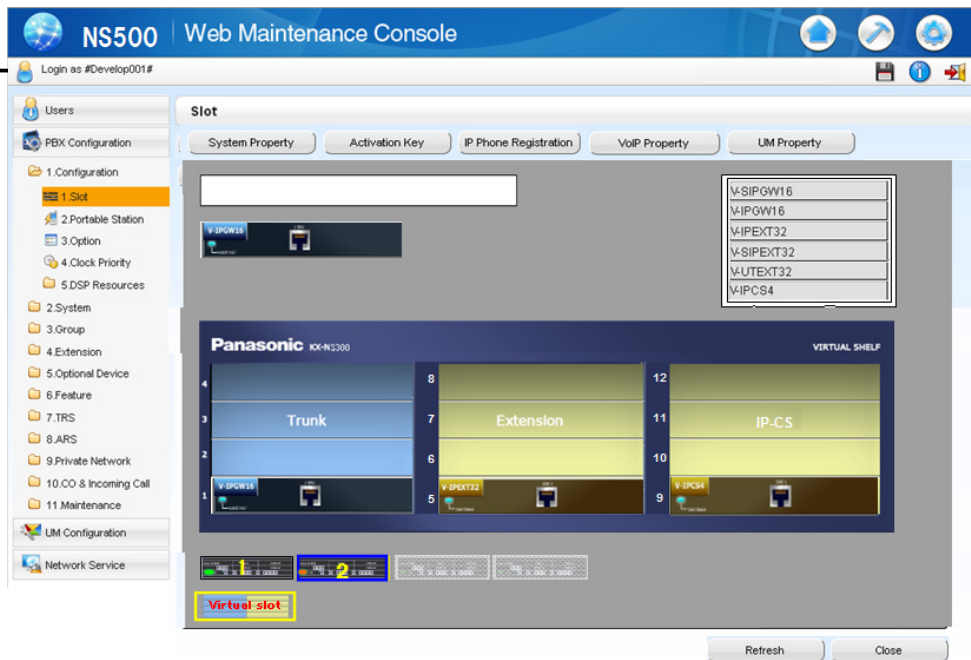 NS500 Web Maintenance Console
Login as #Develop001#
Users
PBX Configuration
1.Configuration
1.Slot
2.Portable Station
3.Option
4.Clock Priority
5.DSP Resources
2.System
3.Group
4.Extension
5.Optional Device
6.Feature
7.TRS
8.ARS
9.Private Network
10.CO & Incoming Call
11.Maintenance
UM Configuration
Network Service
Slot
System Property
Activation Key
IP Phone Registration
VoIP Property
UM Property
V-IPGW16
V-SIPGW16
V-IPGW16
V-IPEXT32
V-SIPEXT32
V-UTEXT32
V-IPCS4
Panasonic KX-NS300
VIRTUAL SHELF
4
3 Trunk
2
1 V-IPGW16
8
7 Extension
6
5 V-IPEXT32
12
11 IP-CS
10
9 V-IPCS4
1
2
Virtual slot
Refresh
Close